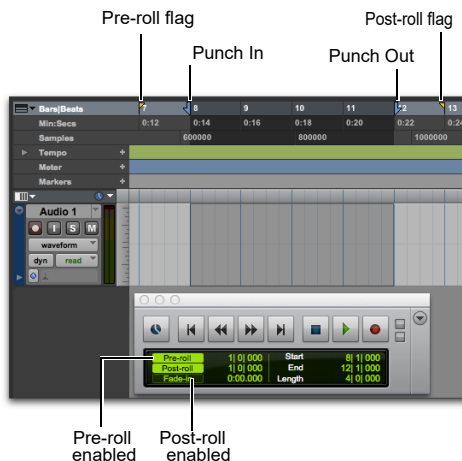 Pre-roll flag
Post-roll flag
Punch In
Punch Out
Bars|Beats 7 8 9 10 11 12 13
Min:Secs 0:12 0:14 0:16 0:18 0:20 0:22 0:24
Samples 600000 800000 1000000
Tempo
Meter
Markers
Audio 1
I S M
waveform
dyn read
Pre-roll 1| 0| 000 Start 8| 1| 000
Post-roll 1| 0| 000 End 12| 1| 000
Fade-in 0:00.000 Length 4| 0| 000
Pre-roll enabled
Post-roll enabled